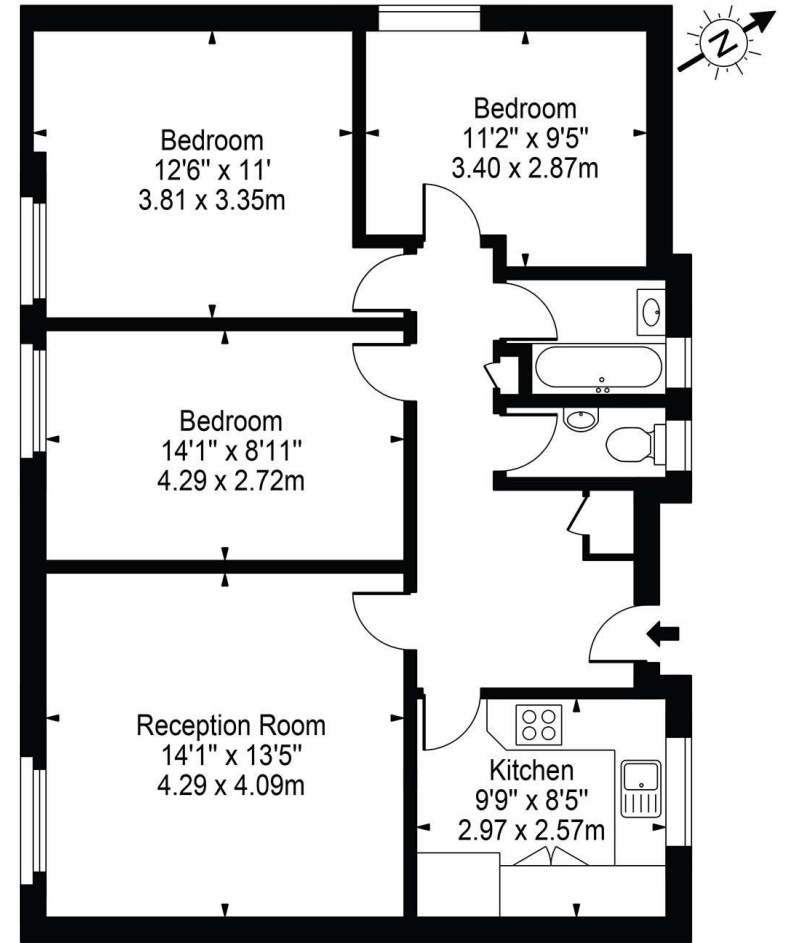 N
Bedroom
12'6" x 11'
3.81 x 3.35m
Bedroom
11'2" x 9'5"
3.40 x 2.87m
Bedroom
14'1" x 8'11"
4.29 x 2.72m
Reception Room
14'1" x 13'5"
4.29 x 4.09m
Kitchen
9'9" x 8'5"
2.97 x 2.57m